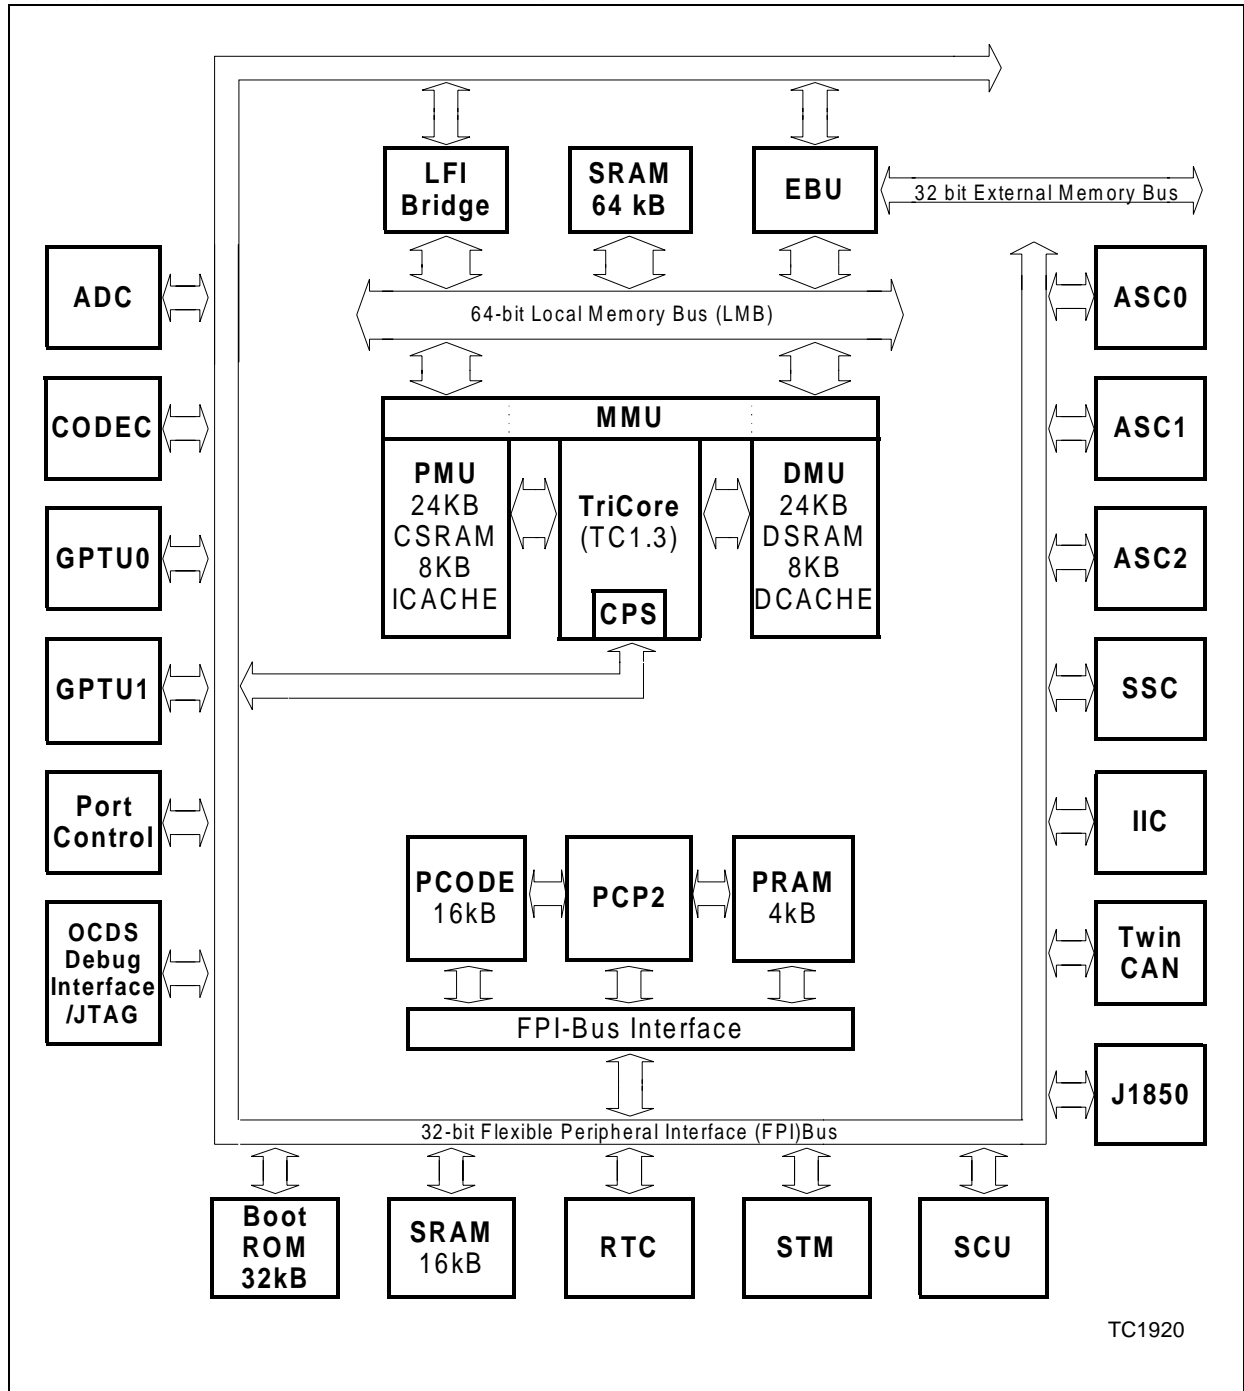 LFI
Bridge
SRAM
64 kB
EBU
32 bit External Memory Bus
ADC
64-bit Local Memory Bus (LMB)
ASC0
CODEC
MMU
ASC1
PMU
24KB
CSRAM
8KB
ICACHE
TriCore
(TC1.3)
CPS
DMU
24KB
DSRAM
8KB
DCACHE
GPTU0
ASC2
GPTU1
SSC
Port
Control
IIC
PCODE
16kB
PCP2
PRAM
4kB
OCDS
Debug
Interface
/JTAG
Twin
CAN
FPI-Bus Interface
J1850
32-bit Flexible Peripheral Interface (FPI)Bus
Boot
ROM
32kB
SRAM
16kB
RTC
STM
SCU
TC1920